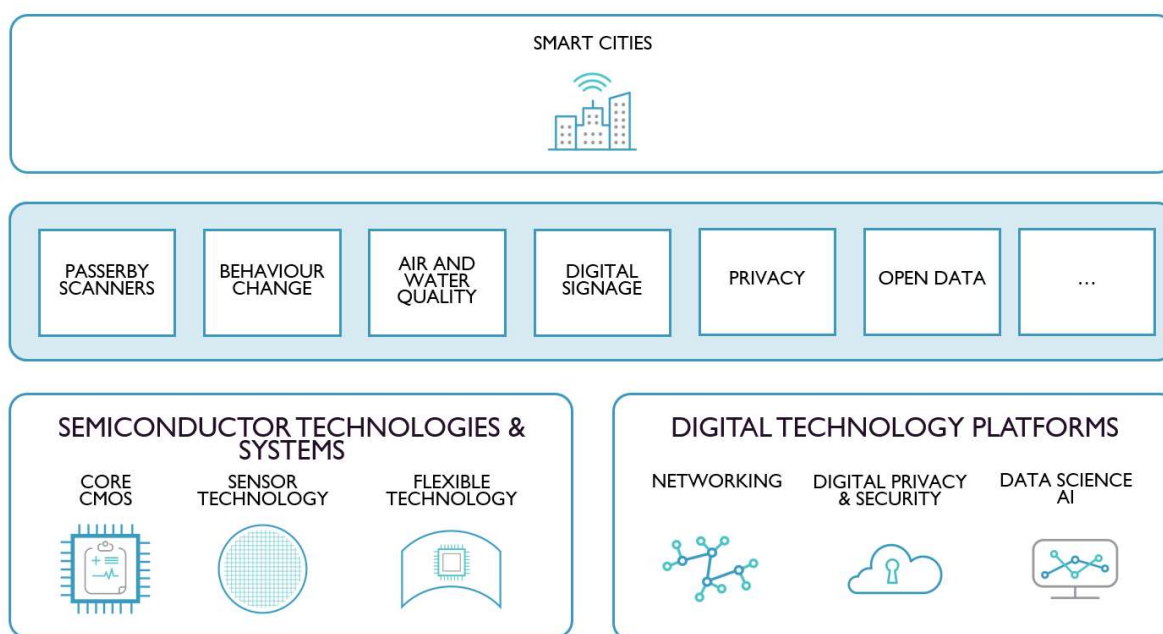 SMART CITIES
PASSERBY
SCANNERS
BEHAVIOUR
CHANGE
AIR AND
WATER
QUALITY
DIGITAL
SIGNAGE
PRIVACY
OPEN DATA
...
SEMICONDUCTOR TECHNOLOGIES &
SYSTEMS
CORE
CMOS
SENSOR
TECHNOLOGY
FLEXIBLE
TECHNOLOGY
DIGITAL TECHNOLOGY PLATFORMS
NETWORKING
DIGITAL PRIVACY
& SECURITY
DATA SCIENCE
AI